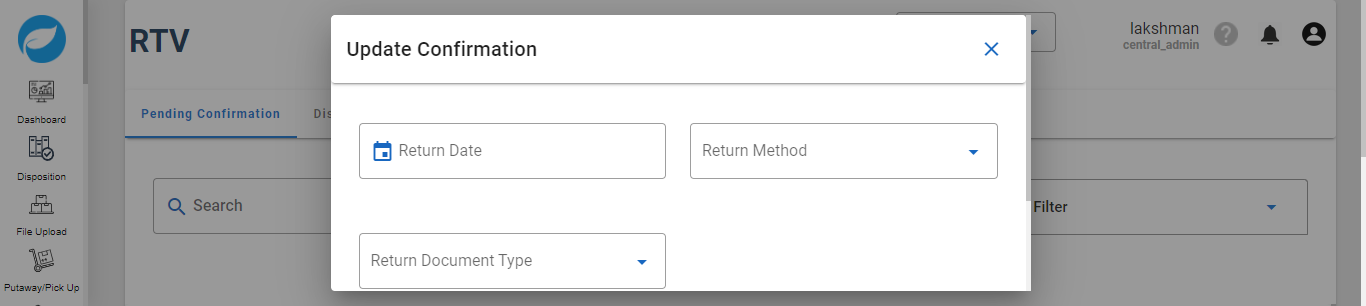 RTV
Update Confirmation
lakshman
central_admin
?
Dashboard
Disposition
File Upload
Putaway/Pick Up
Pending Confirmation
Dis
Return Date
Return Method
Search
Filter
Return Document Type